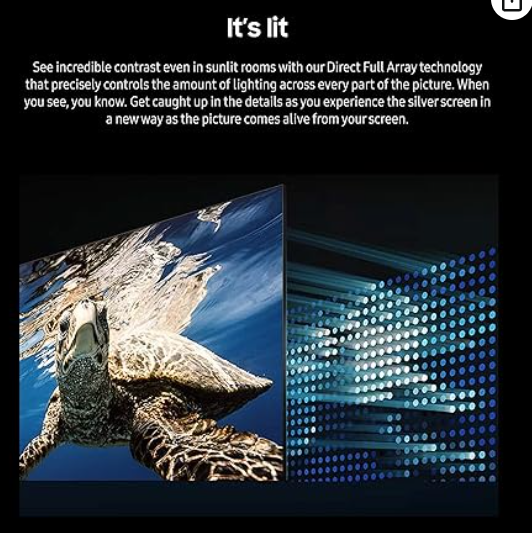 It's lit
See incredible contrast even in sunlit rooms with our Direct Full Array technology
that precisely controls the amount of lighting across every part of the picture. When
you see, you know. Get caught up in the details as you experience the silver screen in
a new way as the picture comes alive from your screen.